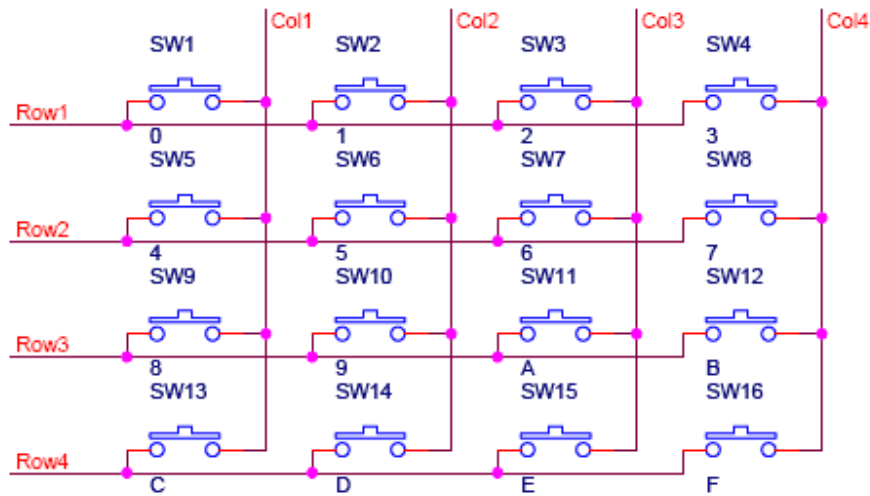 Col1 Col2 Col3 Col4
SW1 SW2 SW3 SW4
Row1
0 1 2 3
SW5 SW6 SW7 SW8
Row2
4 5 6 7
SW9 SW10 SW11 SW12
Row3
8 9 A B
SW13 SW14 SW15 SW16
Row4
C D E F